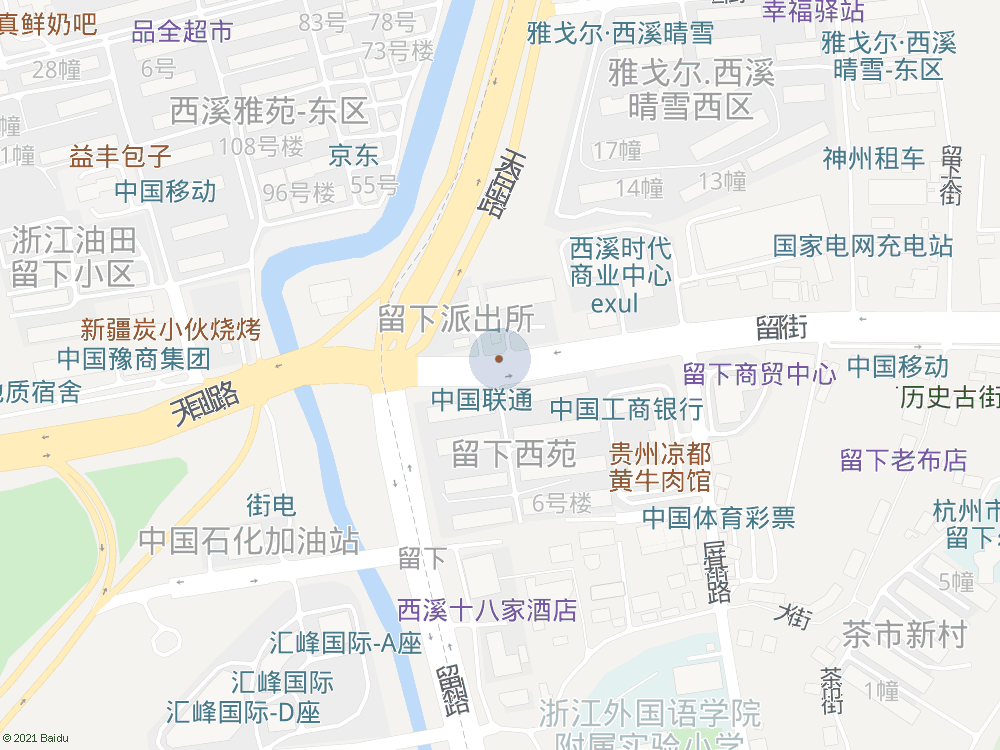 真鲜奶吧
品全超市
83号
78号
幸福驿站
73号楼
雅戈尔·西溪晴雪
雅戈尔·西溪
晴雪-东区
28幢
6号
雅戈尔.西溪
晴雪西区
西溪雅苑-东区
幢
1幢
益丰包子
108号楼
京东
17幢
神州租车
留下大街
中国移动
96号楼
55号
14幢
13幢
天目山路
浙江油田
留下小区
西溪时代
商业中心
exul
国家电网充电站
新疆炭小伙烧烤
留下派出所
留下街
中国豫商集团
留下商贸中心
中国移动
质宿舍
天目山路
中国联通
中国工商银行
历史古街
留下西苑
贵州凉都
黄牛肉馆
留下老布店
街电
6号楼
中国体育彩票
杭州市
留下
中国石化加油站
留下
屏基路
5幢
西溪十八家酒店
大街
茶市新村
汇峰国际-A座
汇峰国际
汇峰国际-D座
茶市街
1幢
浙江外国语学院
附属实验小学
© 2021 Baidu